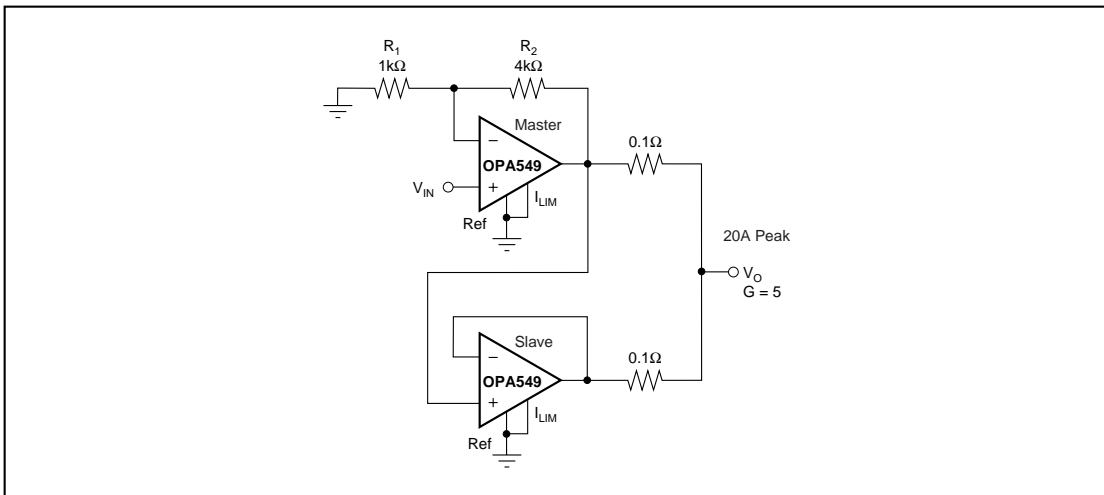 R1
1kΩ
R2
4kΩ
Master
0.1Ω
−
OPA549
VIN
+
ILIM
Ref
20A Peak
VO
G = 5
Slave
0.1Ω
−
OPA549
+
ILIM
Ref